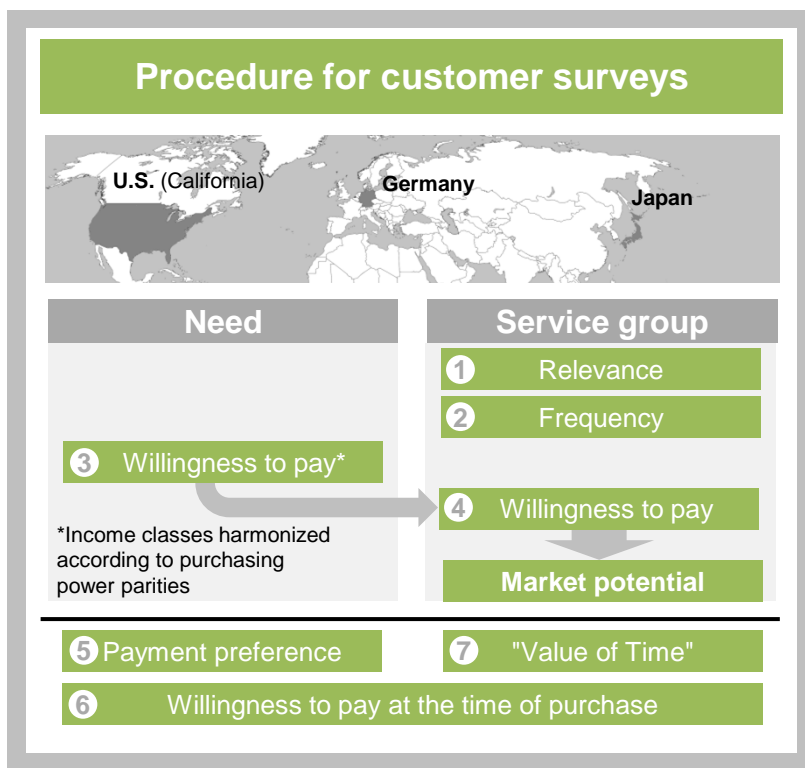 Procedure for customer surveys
U.S. (California)
Germany
Japan
Need
Service group
1 Relevance
2 Frequency
3 Willingness to pay*
4 Willingness to pay
*Income classes harmonized
according to purchasing
power parities
Market potential
5 Payment preference
7 "Value of Time"
6 Willingness to pay at the time of purchase